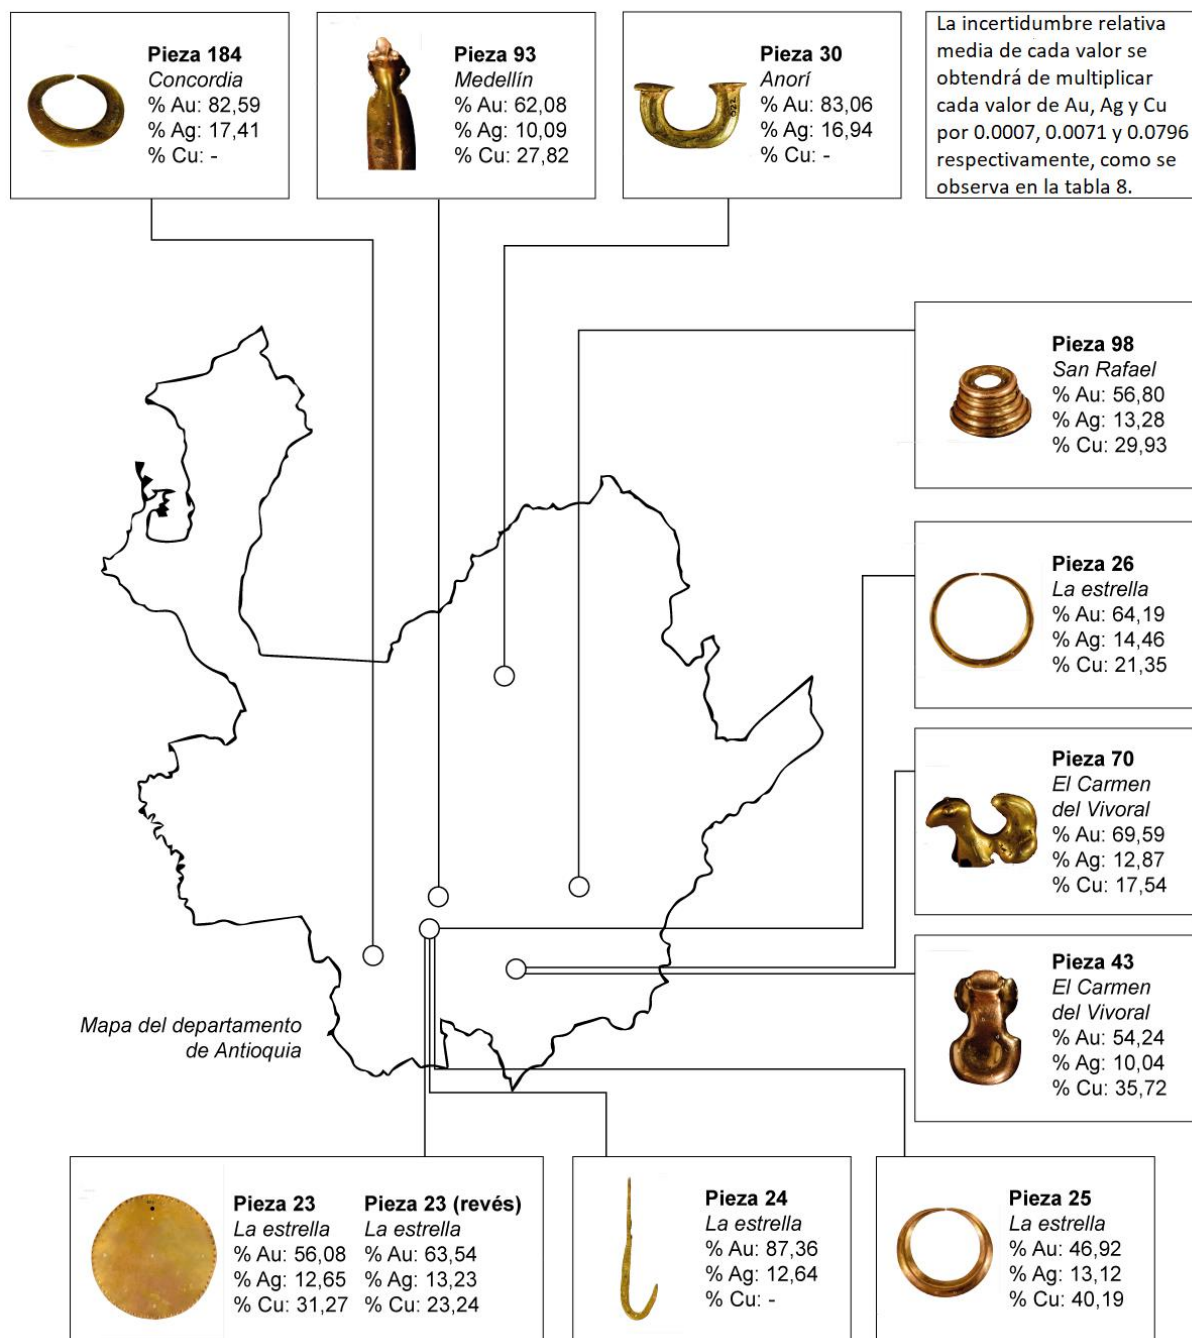 Pieza 184
Concordia
% Au: 82,59
% Ag: 17,41
% Cu: -
Pieza 93
Medellín
% Au: 62,08
% Ag: 10,09
% Cu: 27,82
Pieza 30
Anorí
% Au: 83,06
% Ag: 16,94
% Cu: -
La incertidumbre relativa
media de cada valor se
obtendrá de multiplicar
cada valor de Au, Ag y Cu
por 0.0007, 0.0071 y 0.0796
respectivamente, como se
observa en la tabla 8.
Pieza 98
San Rafael
% Au: 56,80
% Ag: 13,28
% Cu: 29,93
Pieza 26
La estrella
% Au: 64,19
% Ag: 14,46
% Cu: 21,35
Pieza 70
El Carmen
del Vivoral
% Au: 69,59
% Ag: 12,87
% Cu: 17,54
Pieza 43
El Carmen
del Vivoral
% Au: 54,24
% Ag: 10,04
% Cu: 35,72
Mapa del departamento
de Antioquia
Pieza 23
La estrella
% Au: 56,08
% Ag: 12,65
% Cu: 31,27
Pieza 23 (revés)
La estrella
% Au: 63,54
% Ag: 13,23
% Cu: 23,24
Pieza 24
La estrella
% Au: 87,36
% Ag: 12,64
% Cu: -
Pieza 25
La estrella
% Au: 46,92
% Ag: 13,12
% Cu: 40,19